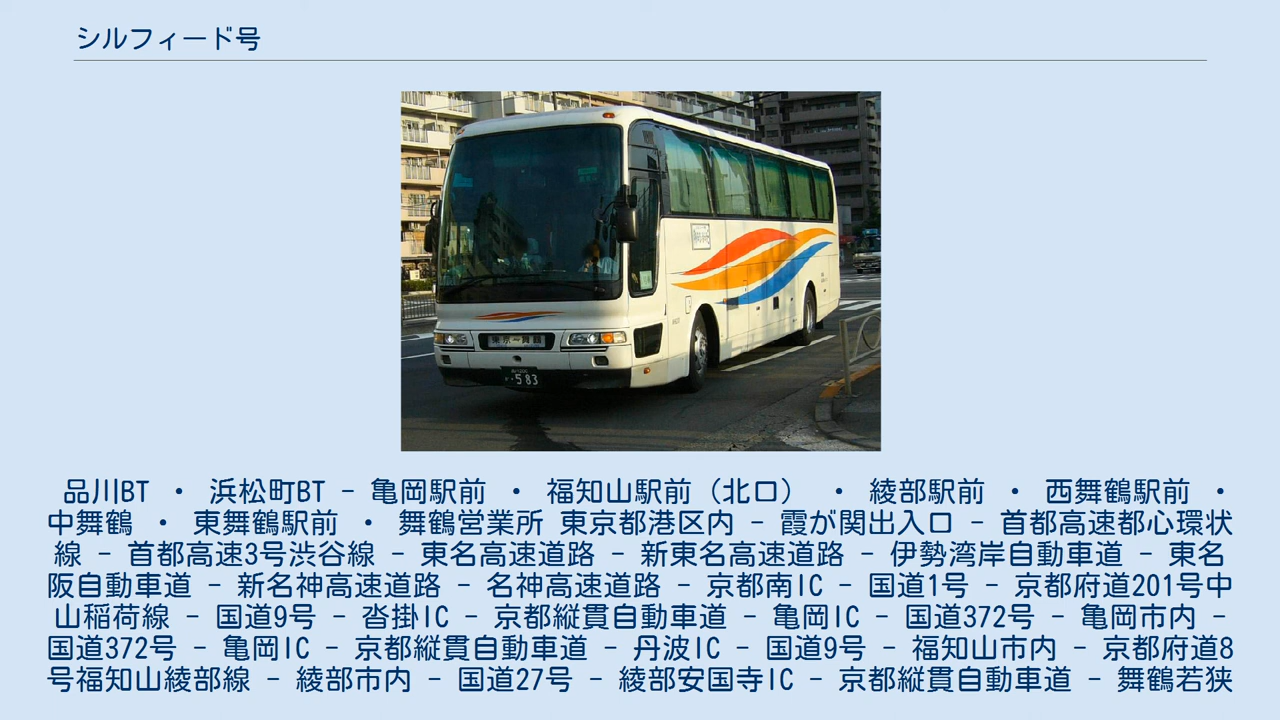 シルフィード号
東京－舞鶴
・583
品川BT ・ 浜松町BT - 亀岡駅前 ・ 福知山駅前（北口） ・ 綾部駅前 ・ 西舞鶴駅前 ・
中舞鶴 ・ 東舞鶴駅前 ・ 舞鶴営業所 東京都港区内 - 霞が関出入口 - 首都高速都心環状
線 - 首都高速3号渋谷線 - 東名高速道路 - 新東名高速道路 - 伊勢湾岸自動車道 - 東名
阪自動車道 - 新名神高速道路 - 名神高速道路 - 京都南IC - 国道1号 - 京都府道201号中
山稲荷線 - 国道9号 - 沓掛IC - 京都縦貫自動車道 - 亀岡IC - 国道372号 - 亀岡市内 -
国道372号 - 亀岡IC - 京都縦貫自動車道 - 丹波IC - 国道9号 - 福知山市内 - 京都府道8
号福知山綾部線 - 綾部市内 - 国道27号 - 綾部安国寺IC - 京都縦貫自動車道 - 舞鶴若狭